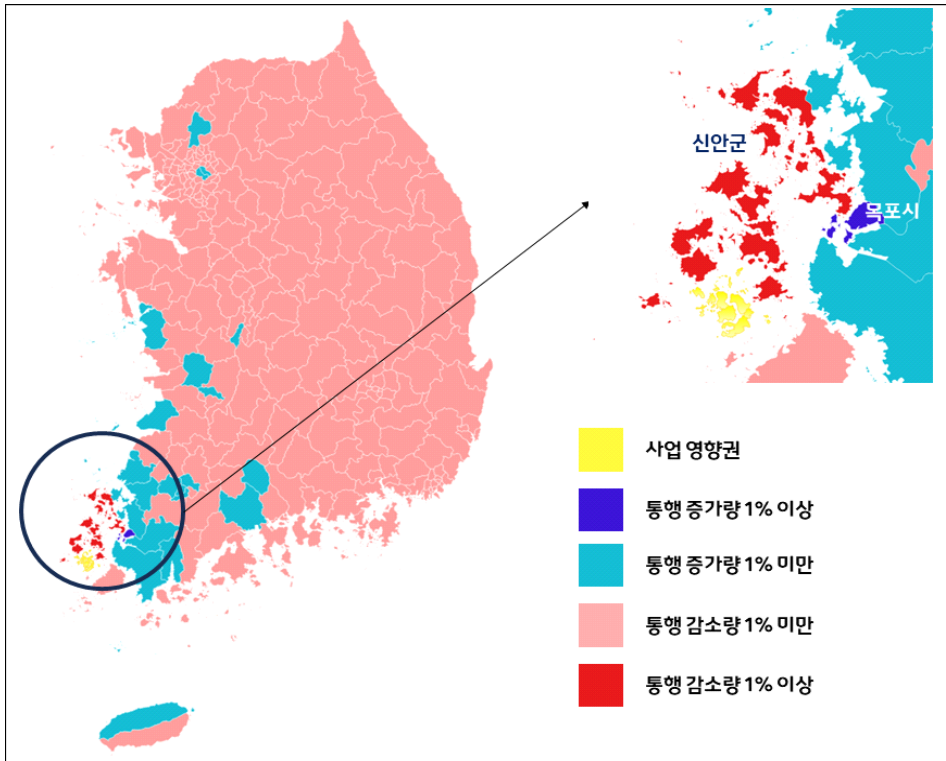 신안군
목포시
사업 영향권
통행 증가량 1% 이상
통행 증가량 1% 미만
통행 감소량 1% 미만
통행 감소량 1% 이상